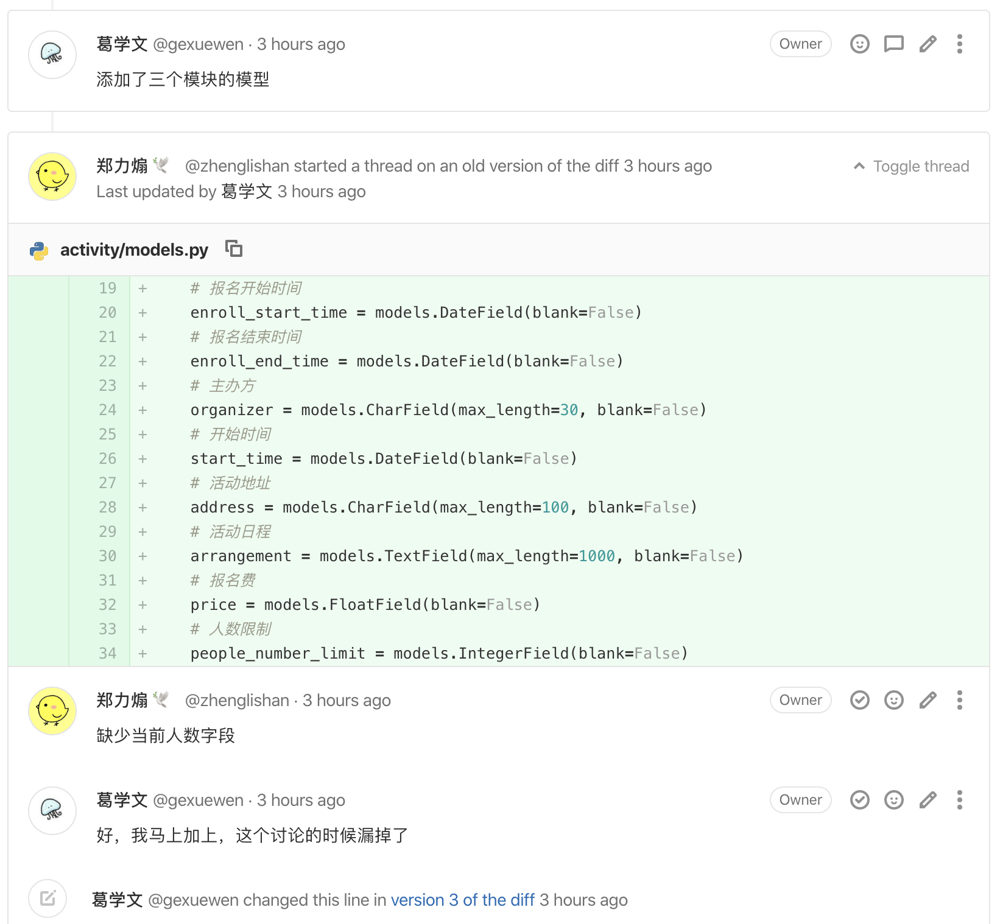 葛学文 @gexuewen · 3 hours ago
Owner
添加了三个模块的模型
郑力煽🕊 @zhenglishan started a thread on an old version of the diff 3 hours ago
Toggle thread
Last updated by 葛学文 3 hours ago
activity/models.py
19 + # 报名开始时间
20 + enroll_start_time = models.DateField(blank=False)
21 + # 报名结束时间
22 + enroll_end_time = models.DateField(blank=False)
23 + # 主办方
24 + organizer = models.CharField(max_length=30, blank=False)
25 + # 开始时间
26 + start_time = models.DateField(blank=False)
27 + # 活动地址
28 + address = models.CharField(max_length=100, blank=False)
29 + # 活动日程
30 + arrangement = models.TextField(max_length=1000, blank=False)
31 + # 报名费
32 + price = models.FloatField(blank=False)
33 + # 人数限制
34 + people_number_limit = models.IntegerField(blank=False)
郑力煽🕊 @zhenglishan · 3 hours ago
Owner
缺少当前人数字段
葛学文 @gexuewen · 3 hours ago
Owner
好，我马上加上，这个讨论的时候漏掉了
葛学文 @gexuewen changed this line in version 3 of the diff 3 hours ago